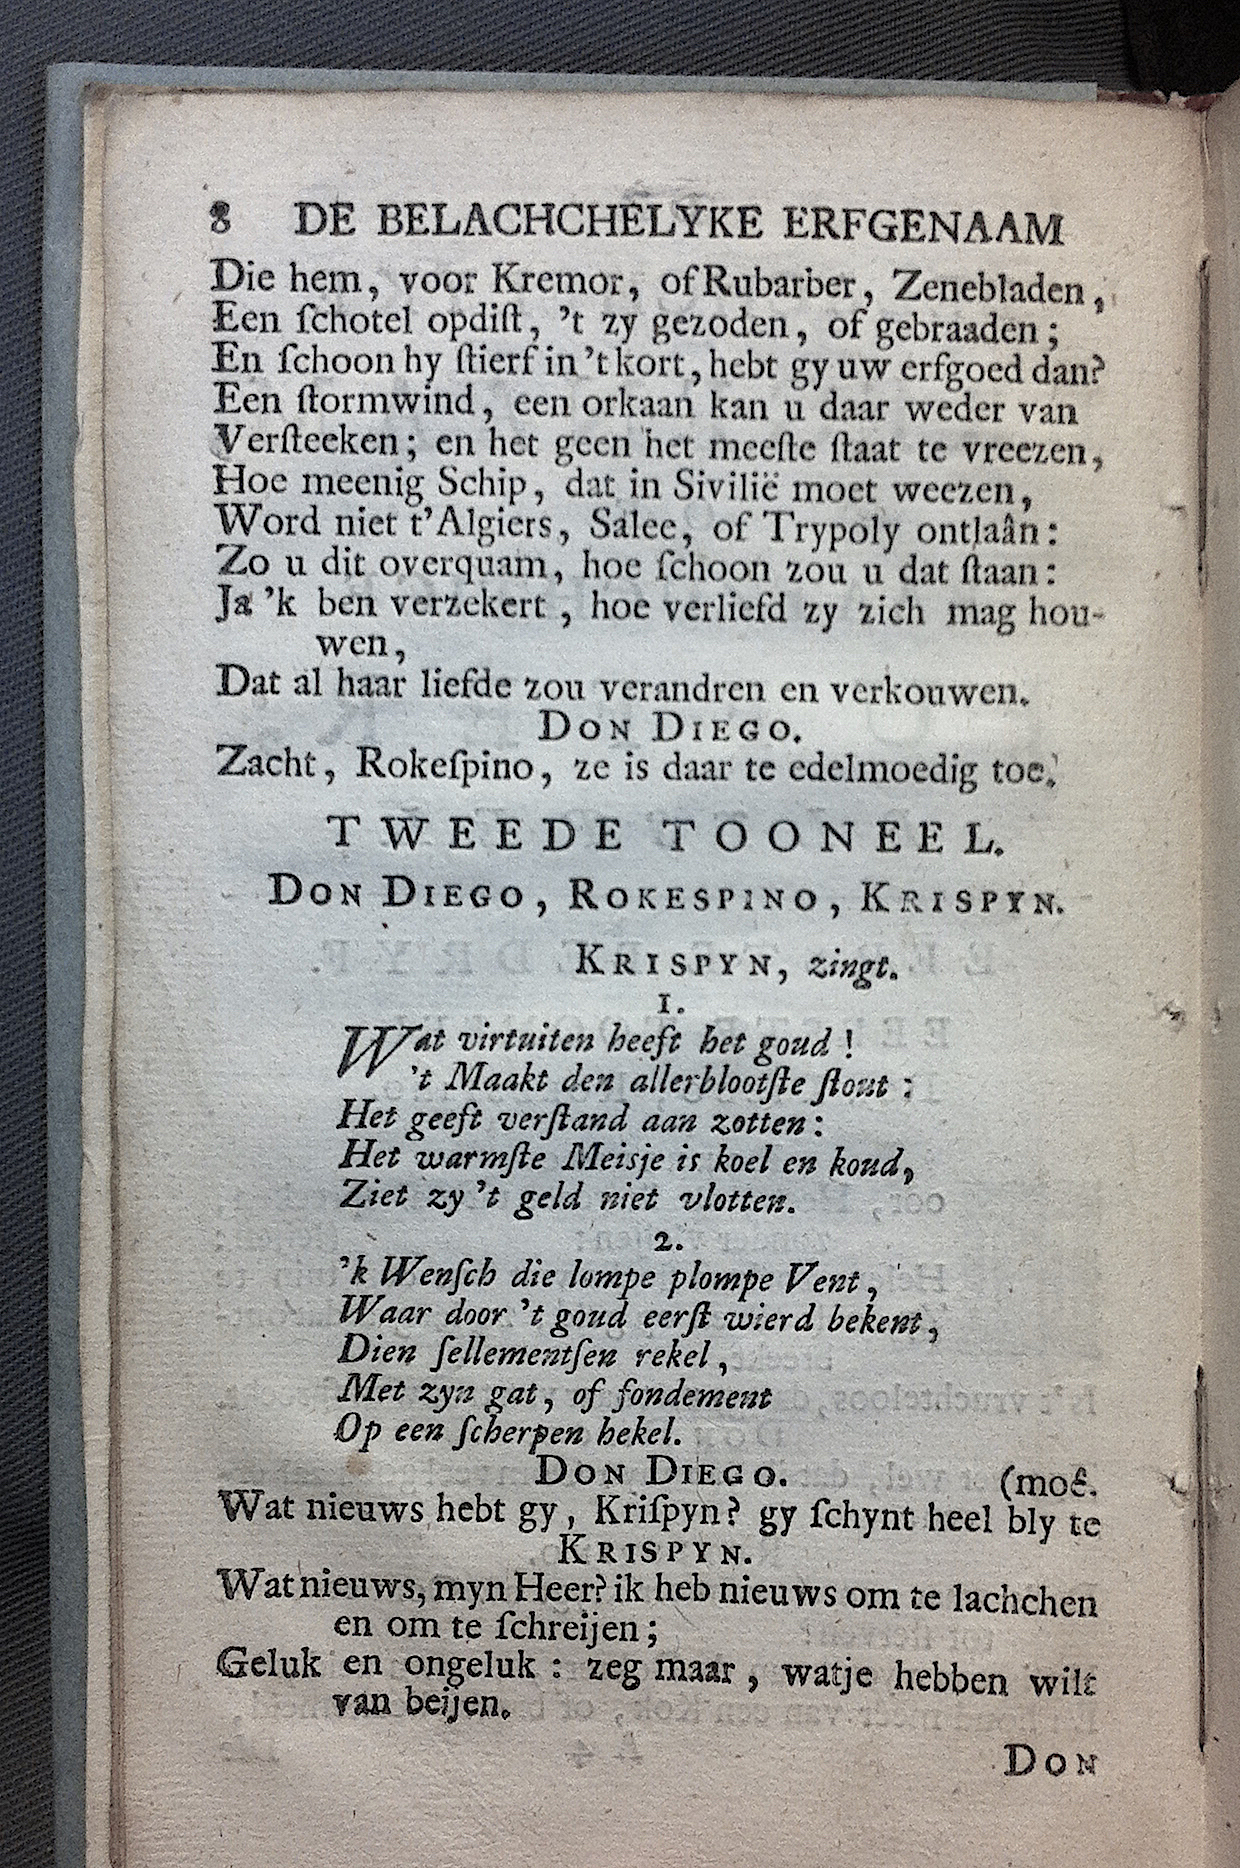 8 DE BELACHCHELYKE ERFGENAAM
Die hem, voor Kremor, of Rubarber, Zenebladen,
Een ſchotel opdiſt, 't zy gezoden, of gebraaden;
En ſchoon hy ſtierf in 't kort, hebt gy uw erfgoed dan?
Een ſtormwind, een orkaan kan u daar weder van
Verſteeken; en het geen het meeſte ſtaat te vreezen,
Hoe meenig Schip, dat in Sivilië moet weezen,
Word niet t'Algiers, Salee, of Trypoly ontlaân:
Zo u dit overquam, hoe ſchoon zou u dat ſtaan:
Ja 'k ben verzekert, hoe verliefd zy zich mag hou-
wen,
Dat al haar liefde zou verandren en verkouwen.
DON DIEGO.
Zacht, Rokeſpino, ze is daar te edelmoedig toe.
TWEEDE TOONEEL.
DON DIEGO, ROKESPINO, KRISPYN.
KRISPYN, zingt.
1.
Wat virtuiten heeft het goud!
't Maakt den allerblootſte ſtout:
Het geeft verſtand aan zotten:
Het warmſte Meisje is koel en koud,
Ziet zy 't geld niet vlotten.
2.
'k Wenſch die lompe plompe Vent,
Waar door 't goud eerſt wierd bekent,
Dien ſellementſen rekel,
Met zyn gat, of fondement
Op een ſcherpen hekel.
DON DIEGO. (moê.
Wat nieuws hebt gy, Kriſpyn? gy ſchynt heel bly te
KRISPYN.
Wat nieuws, myn Heer? ik heb nieuws om te lachchen
en om te ſchreijen;
Geluk en ongeluk: zeg maar, watje hebben wilt
van beijen.
DON